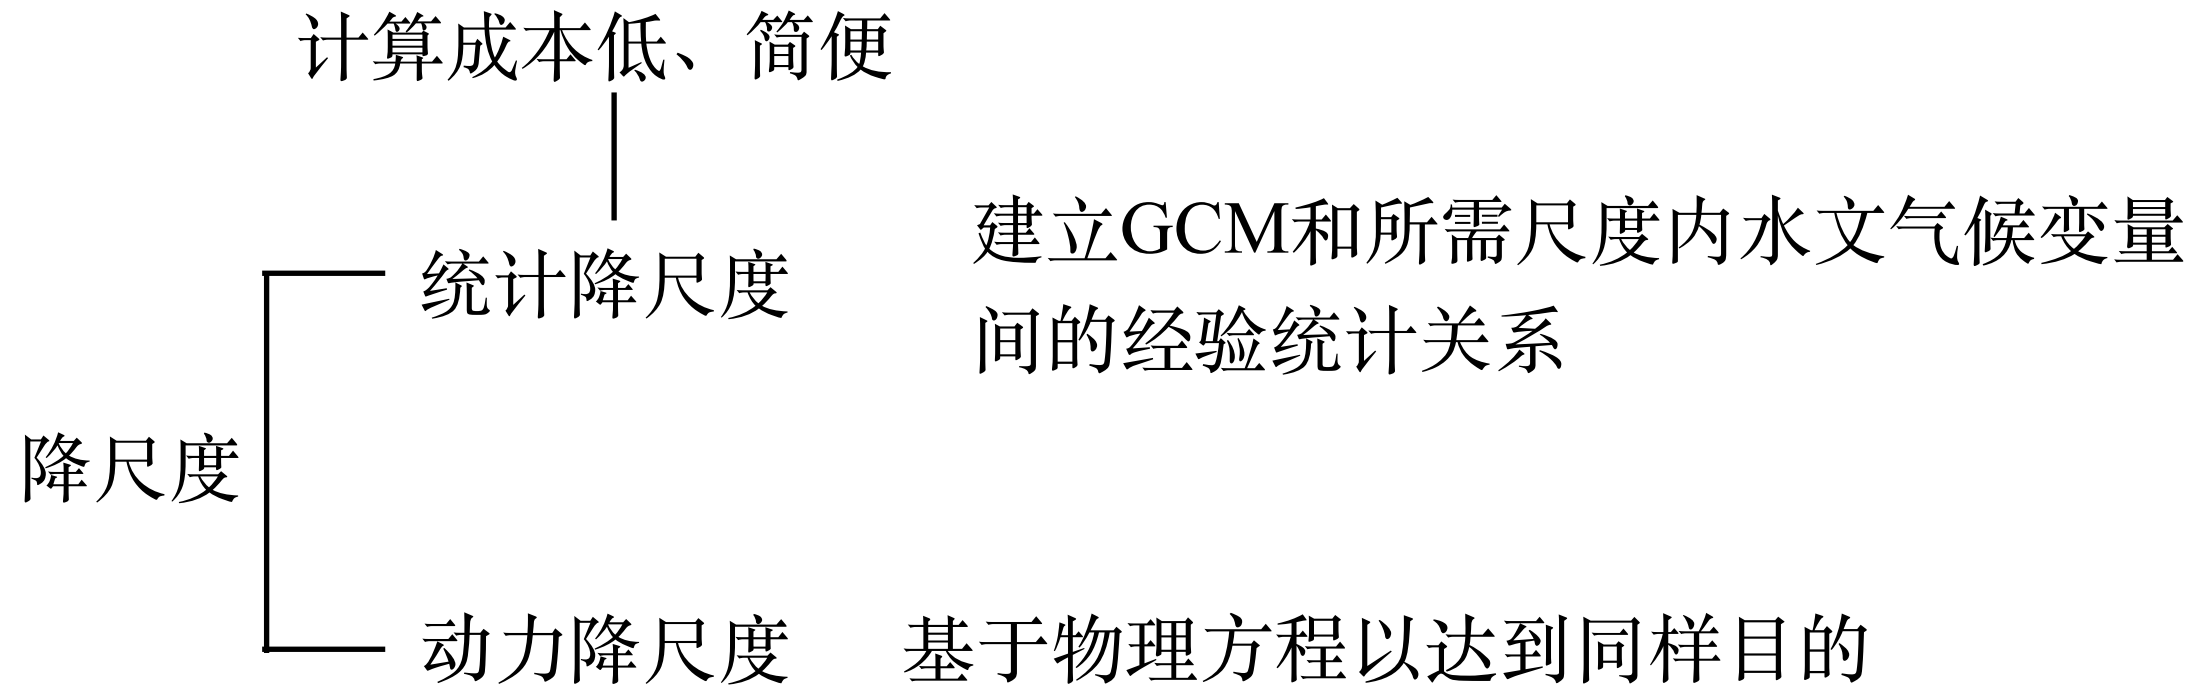 计算成本低、简便
统计降尺度
建立GCM和所需尺度内水文气候变量
间的经验统计关系
降尺度
动力降尺度
基于物理方程以达到同样目的